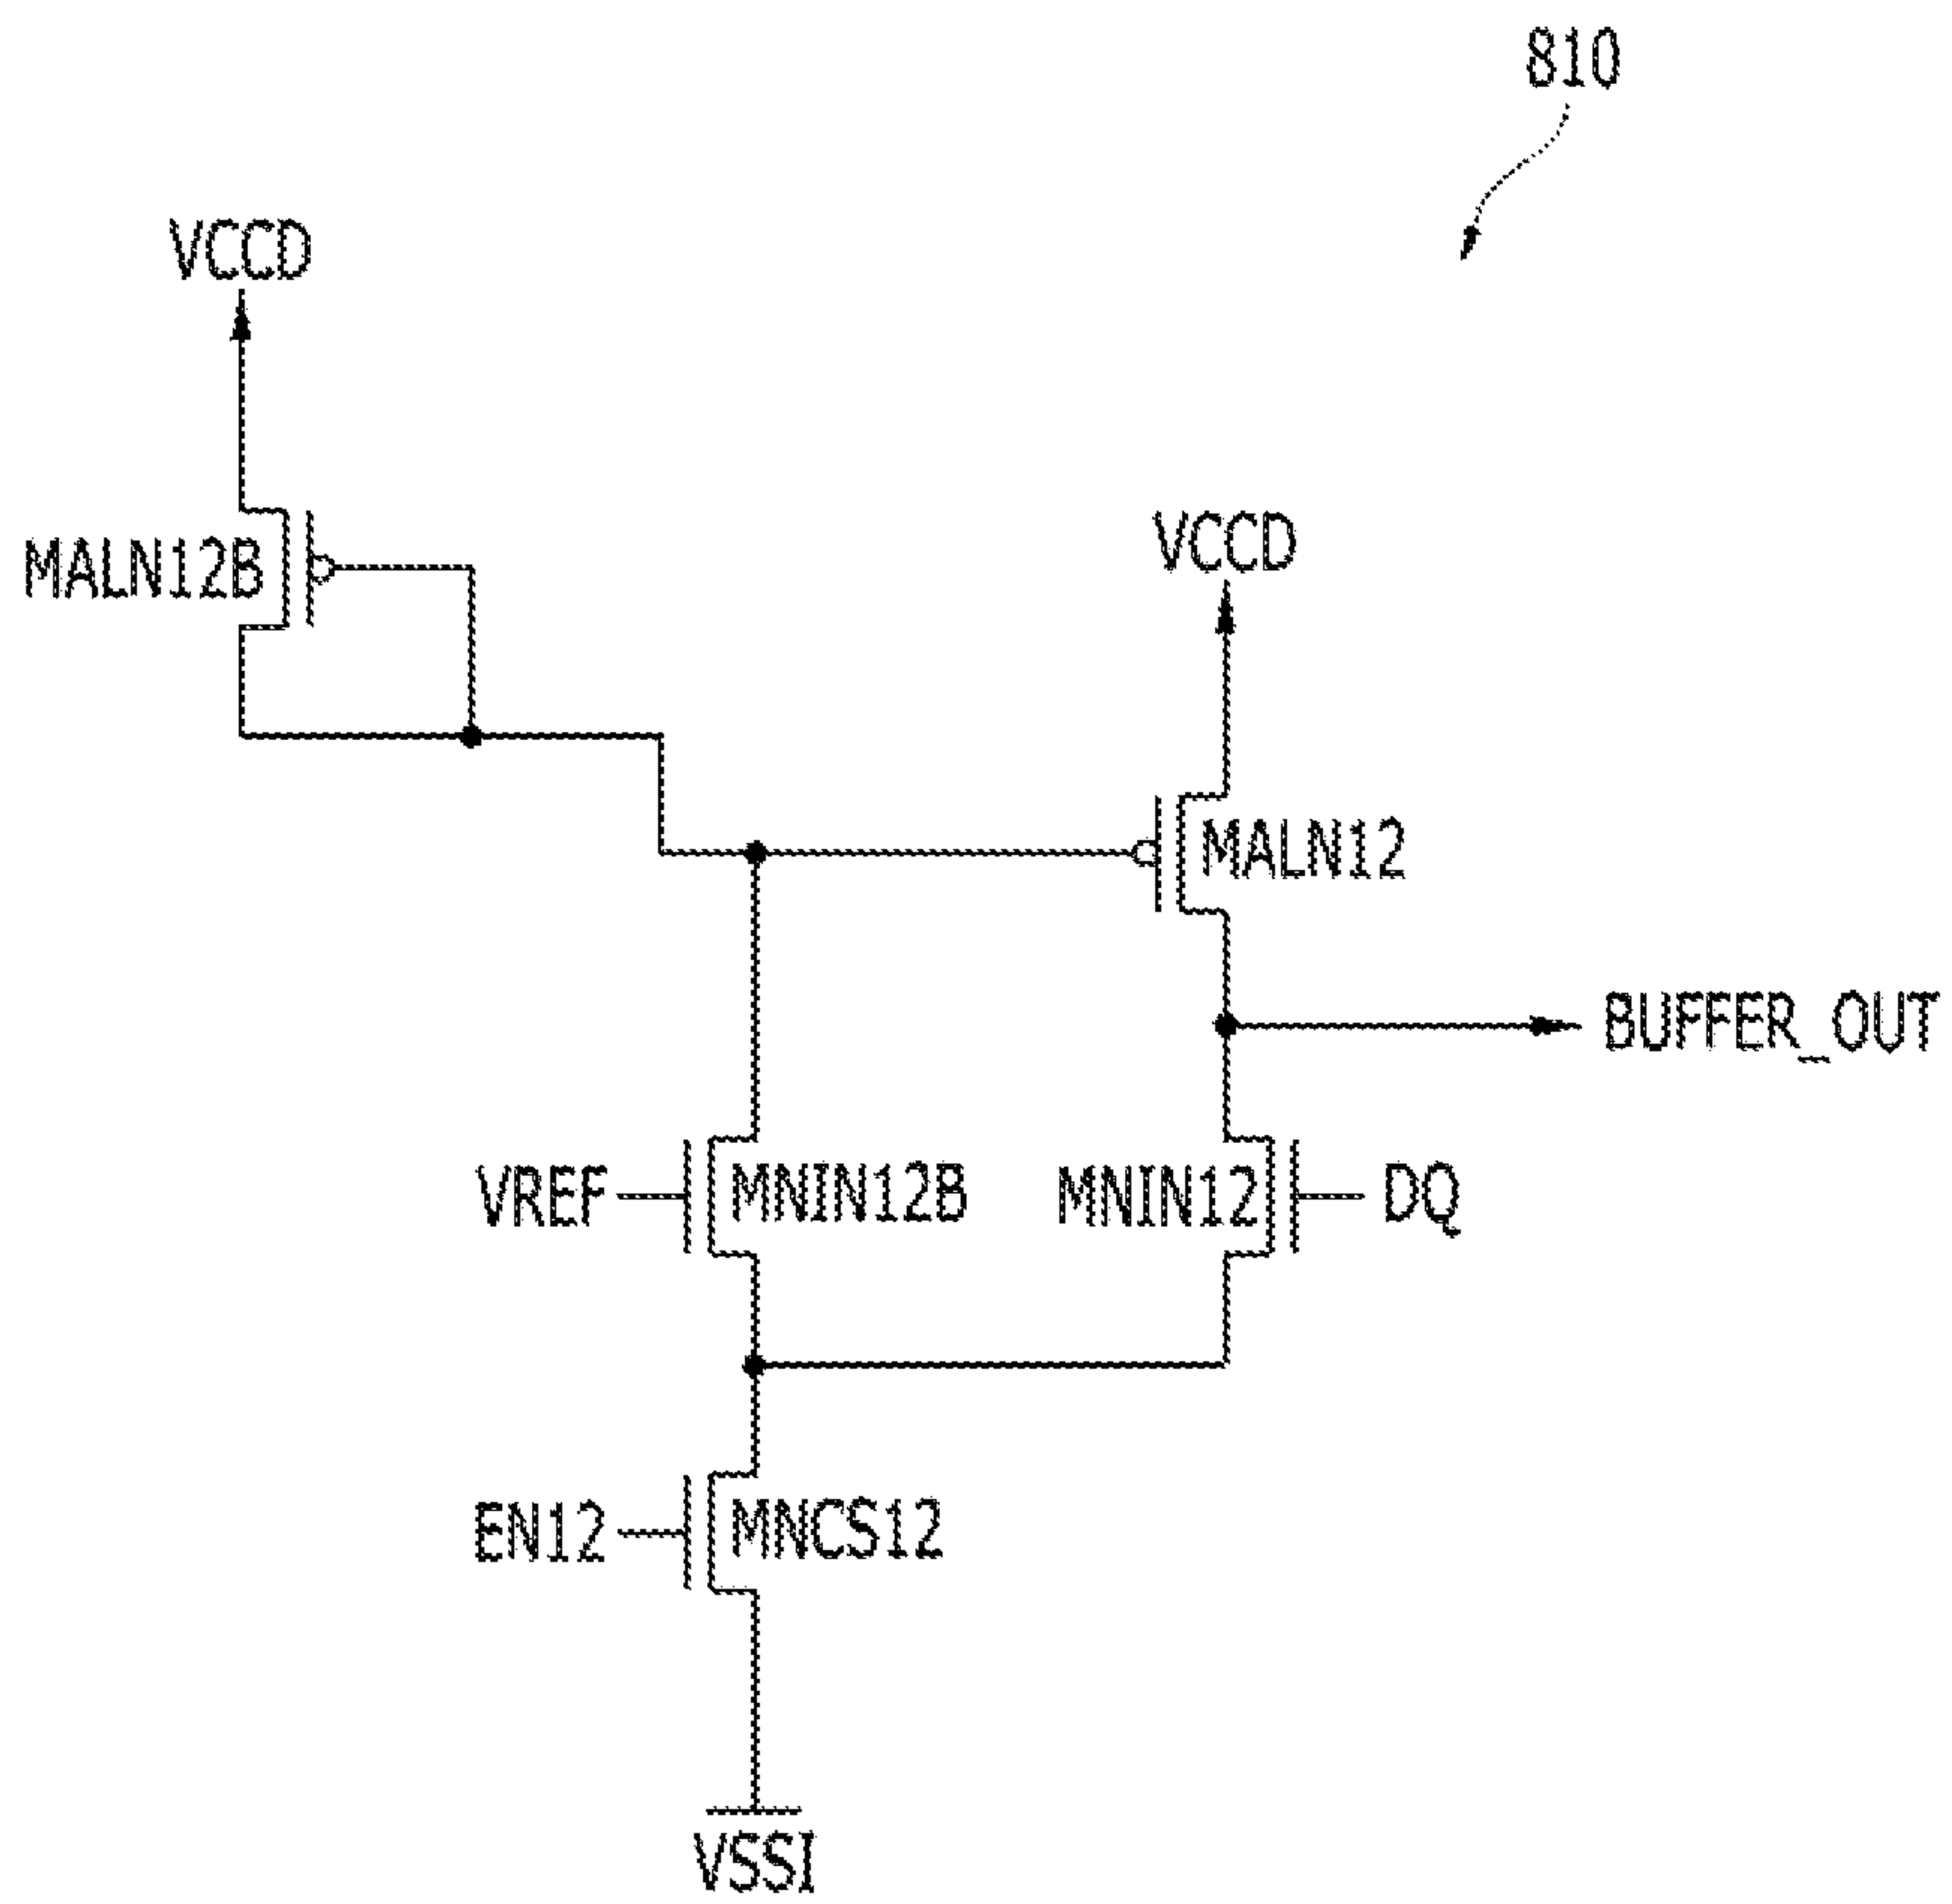 810
VCCD
VCCD
MALN12B
MALN12
BUFFER_OUT
VREF
MNIN12B
MNIN12
DQ
EN12
MNCS12
VSSI